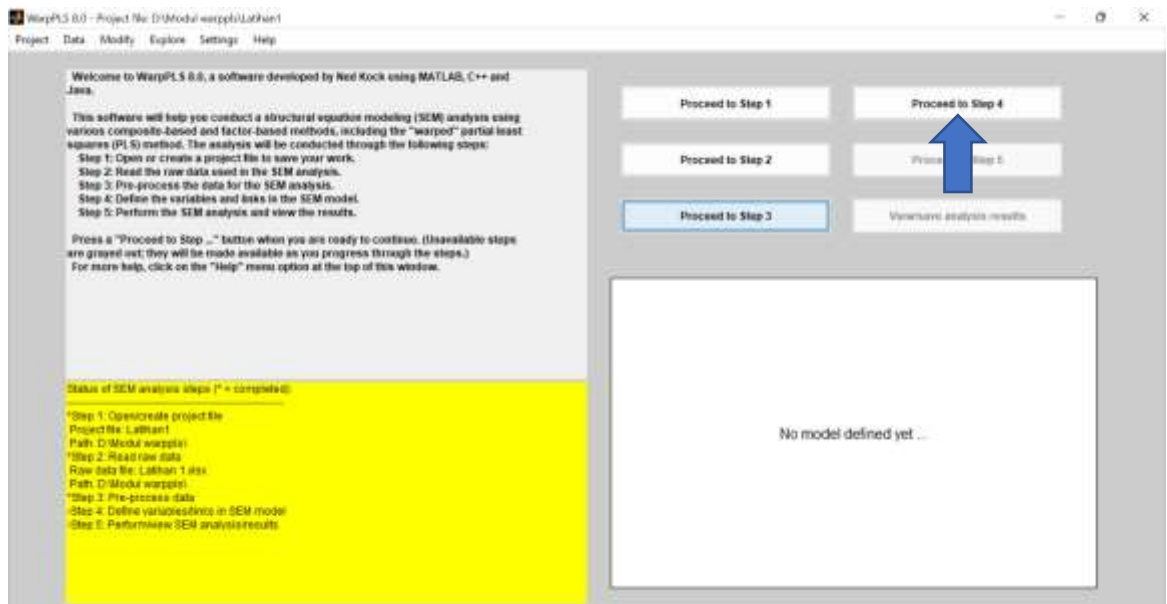 WarpPLS 8.0 - Project file: D:\Modul warppls\Latihan1
Project Data Modify Explore Settings Help
Welcome to WarpPLS 8.0, a software developed by Ned Kock using MATLAB, C++ and
Java.
This software will help you conduct a structural equation modeling (SEM) analysis using
various composite-based and factor-based methods, including the "warped" partial least
squares (PLS) method. The analysis will be conducted through the following steps:
Step 1: Open or create a project file to save your work.
Step 2: Read the raw data used in the SEM analysis.
Step 3: Pre-process the data for the SEM analysis.
Step 4: Define the variables and links in the SEM model.
Step 5: Perform the SEM analysis and view the results.
Press a "Proceed to Step ..." button when you are ready to continue. (Unavailable steps
are grayed out; they will be made available as you progress through the steps.)
For more help, click on the "Help" menu option at the top of this window.
Status of SEM analysis steps (* = completed):
*Step 1: Open/create project file
Project file: Latihan1
Path: D:\Modul warppls\
*Step 2: Read raw data
Raw data file: Latihan 1.xlsx
Path: D:\Modul warppls\
*Step 3: Pre-process data
-Step 4: Define variables/links in SEM model
-Step 5: Perform/view SEM analysis/results
Proceed to Step 1
Proceed to Step 4
Proceed to Step 2
Step 5
Proceed to Step 3
View/save analysis results
No model defined yet ...